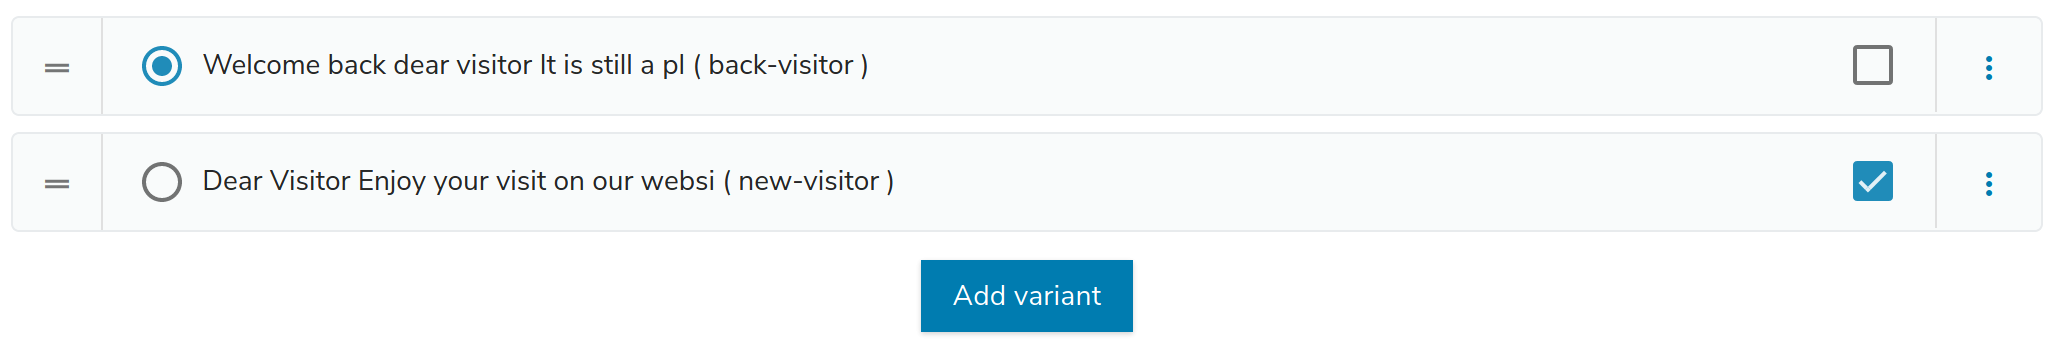 Welcome back dear visitor It is still a pl ( back-visitor )
Dear Visitor Enjoy your visit on our websi ( new-visitor )
Add variant